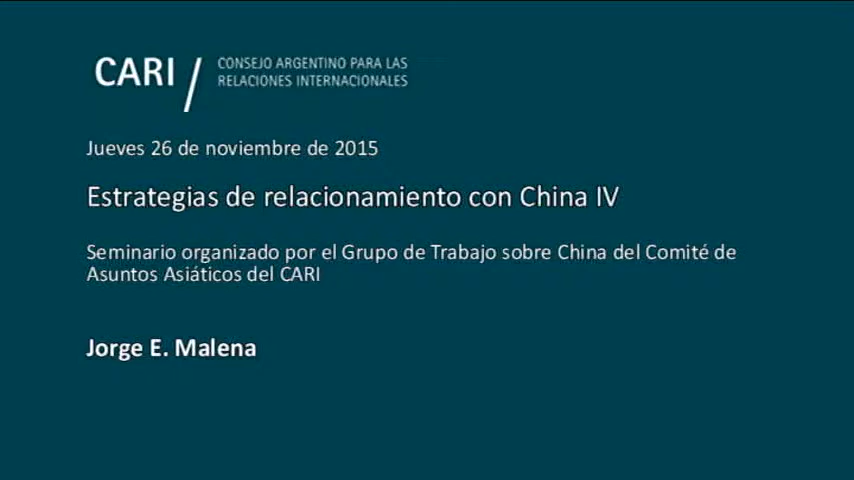 CARI / CONSEJO ARGENTINO PARA LAS
RELACIONES INTERNACIONALES
Jueves 26 de noviembre de 2015
Estrategias de relacionamiento con China IV
Seminario organizado por el Grupo de Trabajo sobre China del Comité de
Asuntos Asiáticos del CARI
Jorge E. Malena